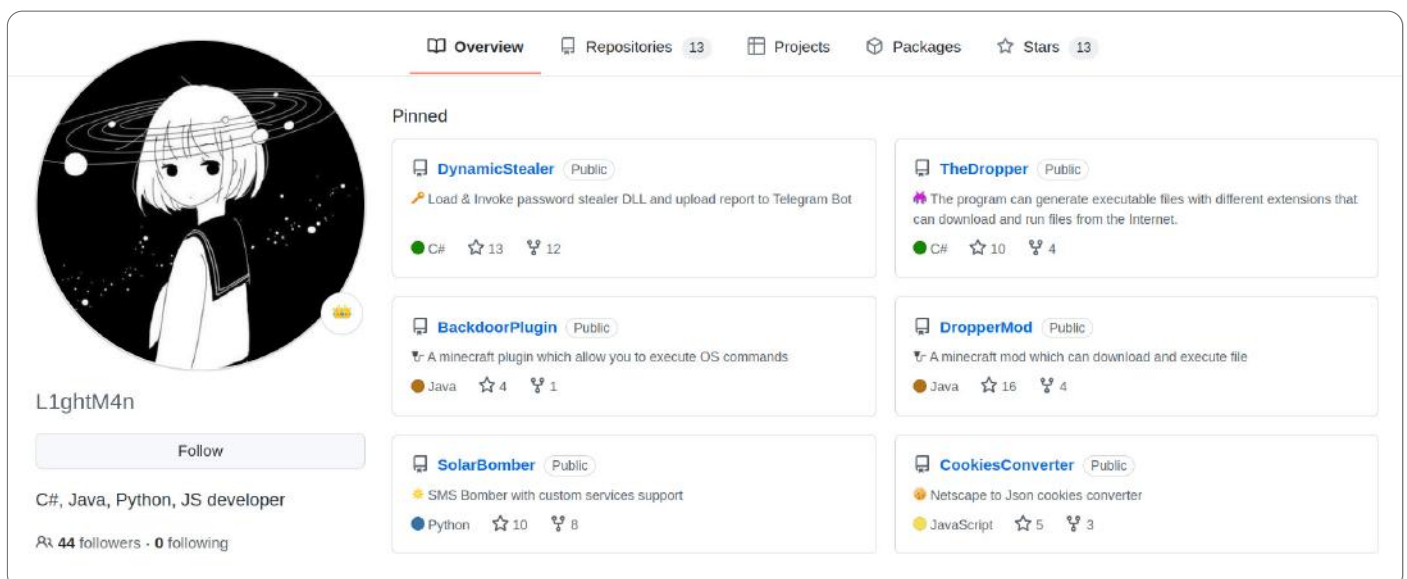 Overview Repositories 13 Projects Packages Stars 13
Pinned
DynamicStealer Public
Load & Invoke password stealer DLL and upload report to Telegram Bot
C# 13 12
TheDropper Public
The program can generate executable files with different extensions that
can download and run files from the Internet.
C# 10 4
BackdoorPlugin Public
A minecraft plugin which allow you to execute OS commands
Java 4 1
DropperMod Public
A minecraft mod which can download and execute file
Java 16 4
SolarBomber Public
SMS Bomber with custom services support
Python 10 8
CookiesConverter Public
Netscape to Json cookies converter
JavaScript 5 3
L1ghtM4n
Follow
C#, Java, Python, JS developer
44 followers · 0 following